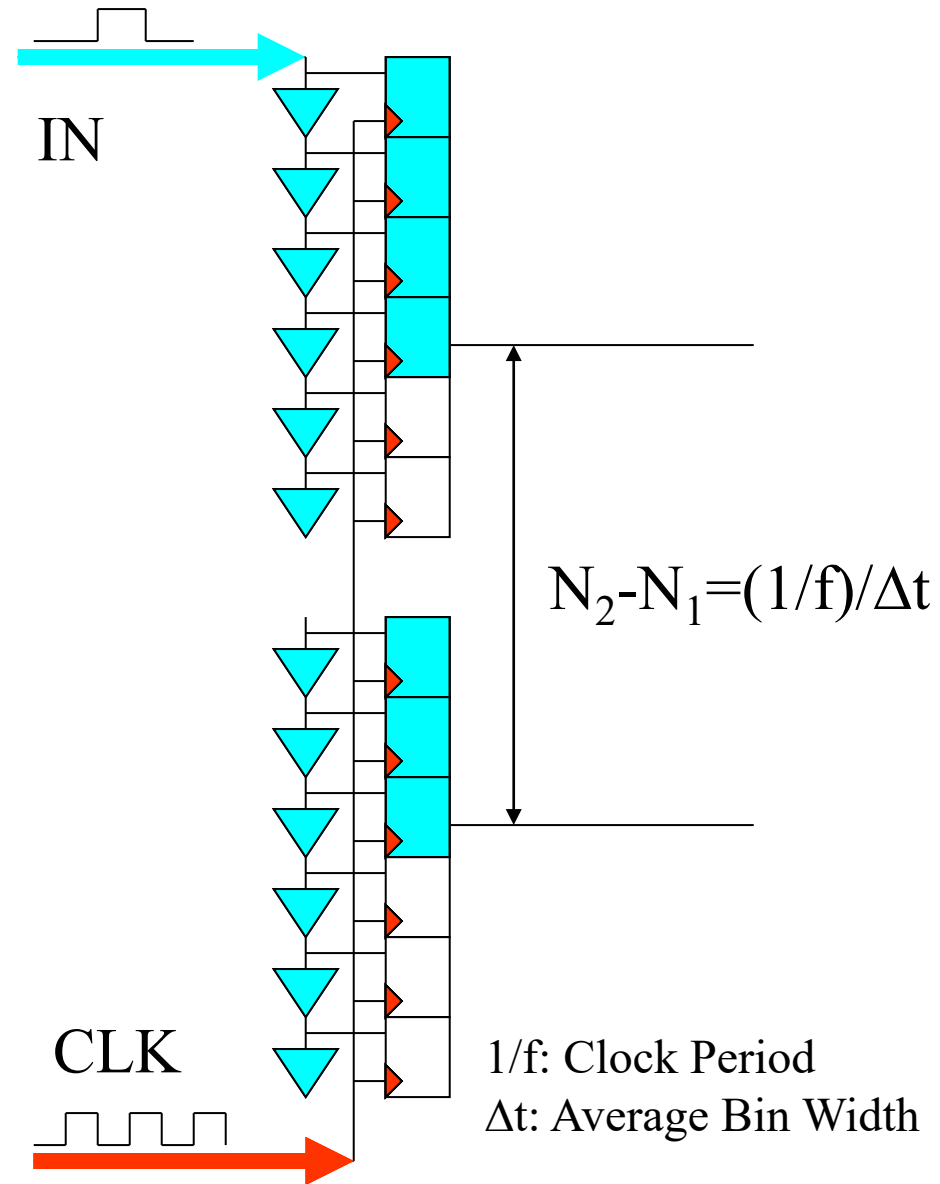 IN
N₂-N₁=(1/f)/Δt
CLK
1/f: Clock Period
Δt: Average Bin Width